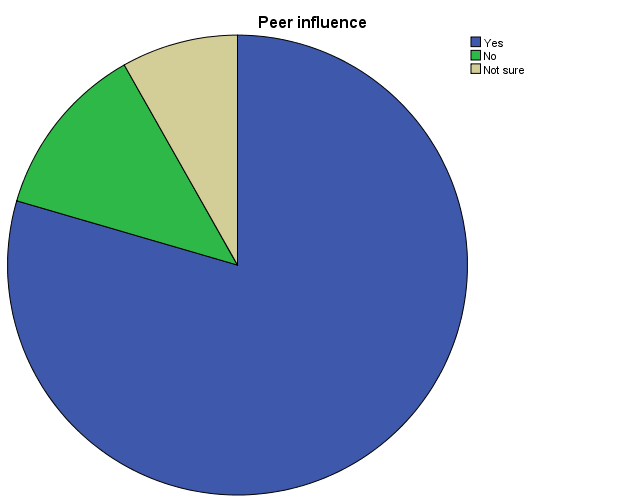 Peer influence
Yes
No
Not sure